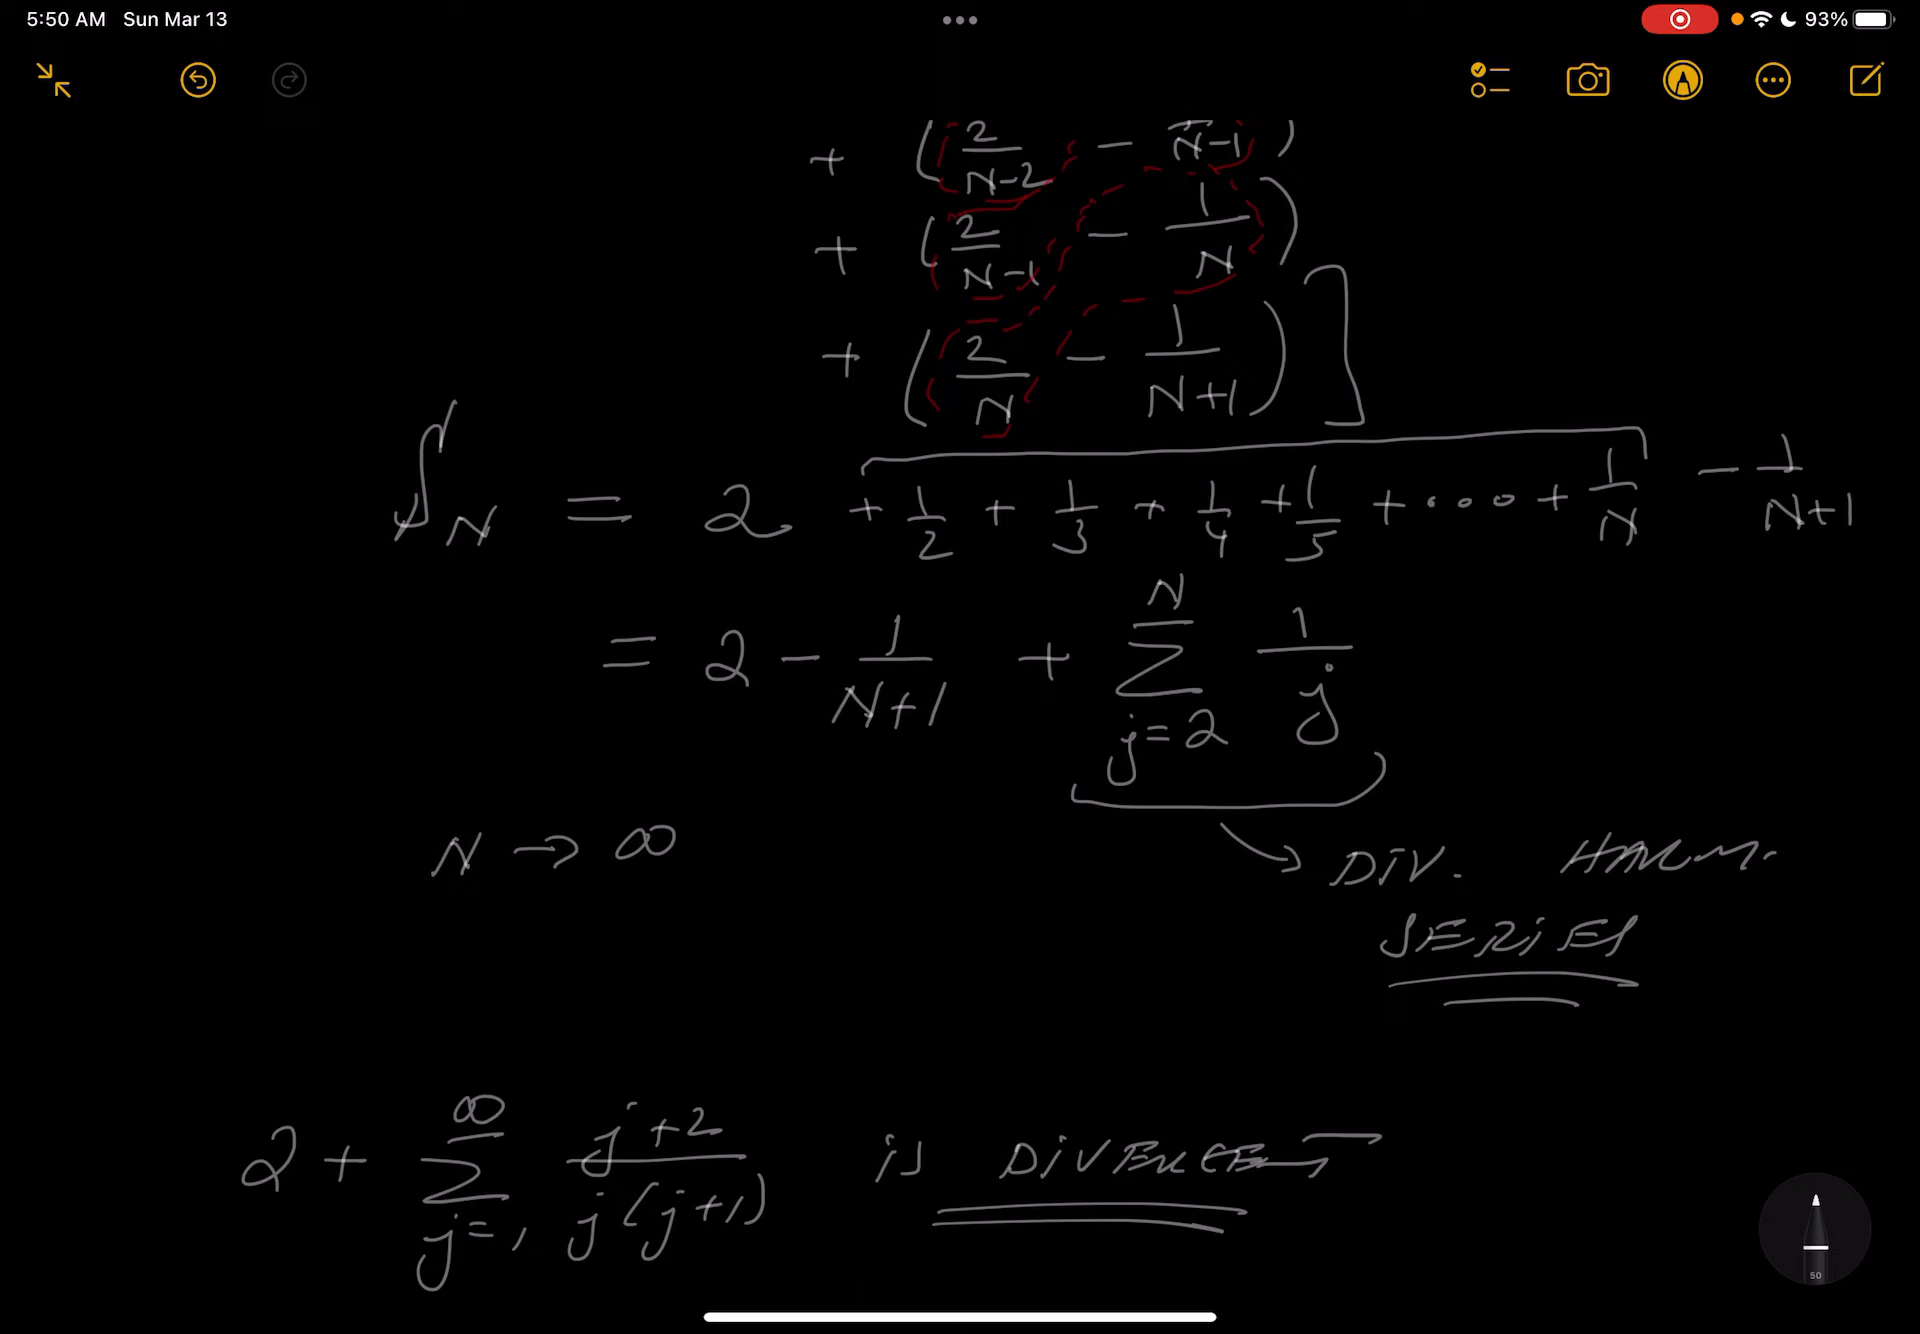 5:50 AM Sun Mar 13
93%
+ (2/(N-2) - 1/(N-1))
+ (2/(N-1) - 1/N)
+ (2/N - 1/(N+1)) ]
S_N = 2 + 1/2 + 1/3 + 1/4 + 1/5 + ... + 1/N - 1/(N+1)
= 2 - 1/(N+1) + ∑_{j=2}^{N} 1/j
N → ∞
→ DIV. HARM.
SERIES
2 + ∑_{j=1}^{∞} (j+2)/(j(j+1)) is DIVERGENT
50